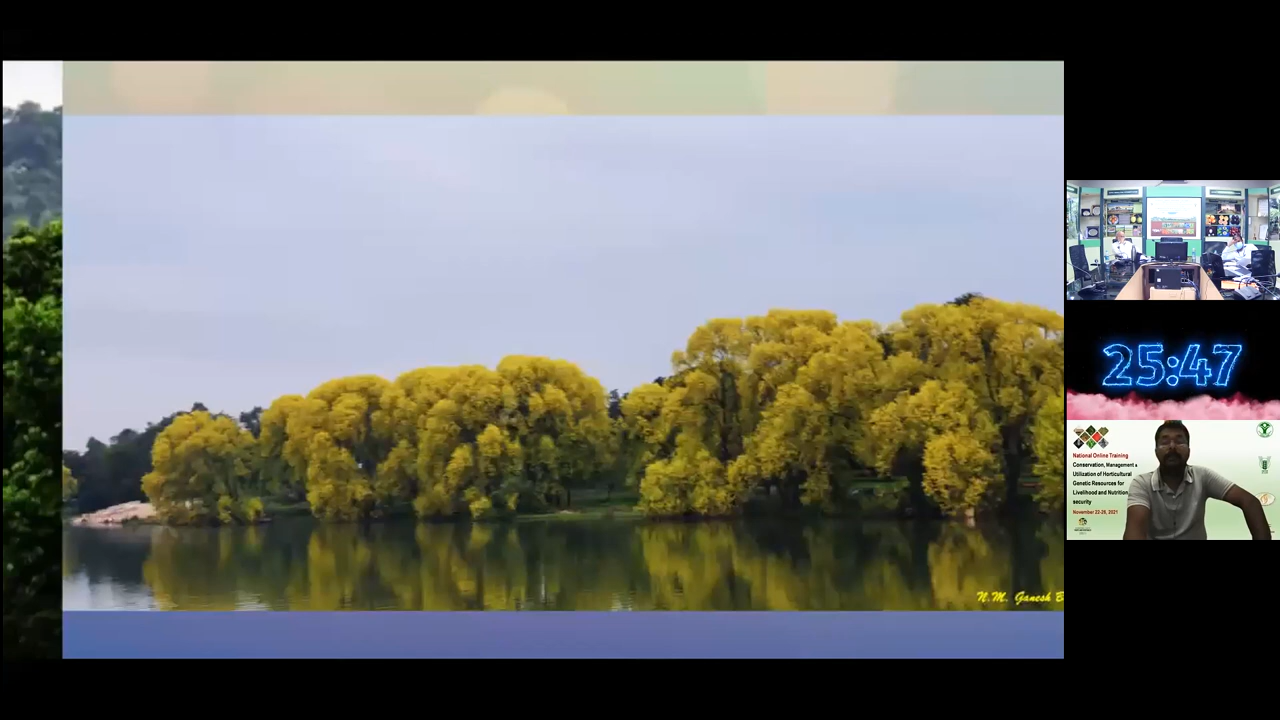 N.M. Ganesh B
25:47
National Online Training
Conservation, Management &
Utilization of Horticultural
Genetic Resources for
Livelihood and Nutrition
security
November 22-26, 2021